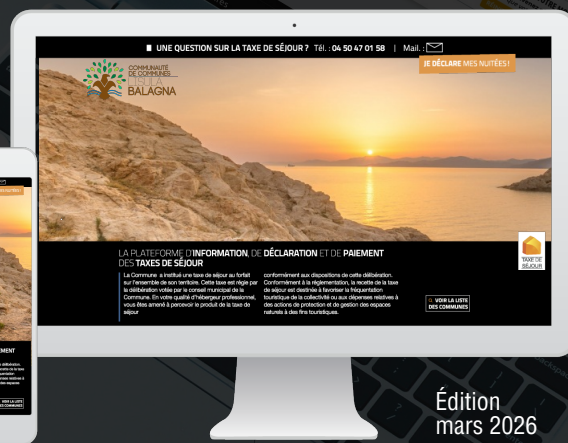 UNE QUESTION SUR LA TAXE DE SÉJOUR ? Tél. : 04 50 47 01 58 | Mail. :
JE DÉCLARE MES NUITÉES !
COMMUNAUTÉ
DE COMMUNES
L'ISULA
BALAGNA
LA PLATEFORME D'INFORMATION, DE DÉCLARATION ET DE PAIEMENT
DES TAXES DE SÉJOUR
La Commune a institué une taxe de séjour au forfait
sur l'ensemble de son territoire. Cette taxe est régie par
la délibération votée par le conseil municipal de la
Commune. En votre qualité d'hébergeur professionnel,
vous êtes amené à percevoir le produit de la taxe de
séjour
conformément aux dispositions de cette délibération.
Conformément à la réglementation, la recette de la taxe
de séjour est destinée à favoriser la fréquentation
touristique de la collectivité ou aux dépenses relatives à
des actions de protection et de gestion des espaces
naturels à des fins touristiques.
TAXE DE
SÉJOUR
VOIR LA LISTE
DES COMMUNES
Édition
mars 2026